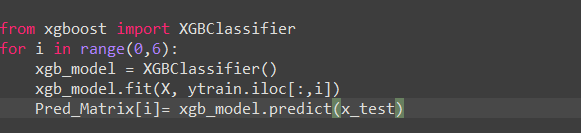 from xgboost import XGBClassifier
for i in range(0,6):
    xgb_model = XGBClassifier()
    xgb_model.fit(X, ytrain.iloc[:,i])
    Pred_Matrix[i]= xgb_model.predict(x_test)